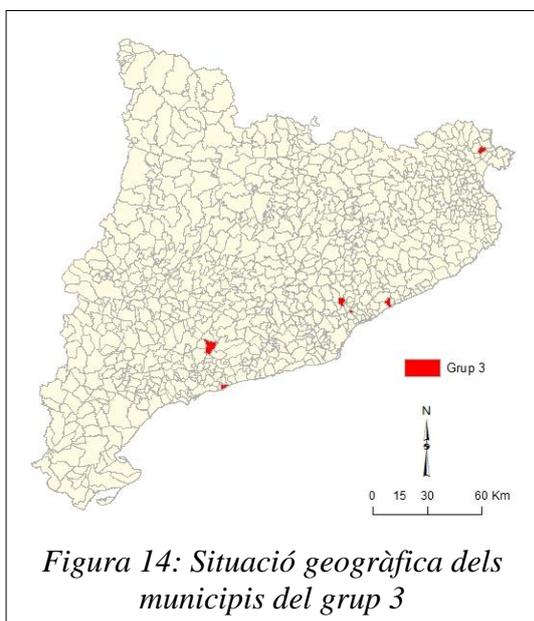 Grup 3
N
0 15 30 60 Km
Figura 14: Situació geogràfica dels
municipis del grup 3